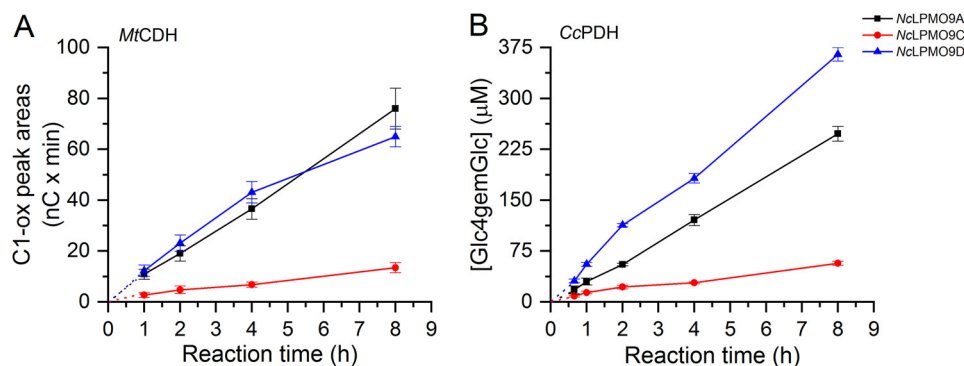 A
MtCDH
C1-ox peak areas
(nC x min)
100
80
60
40
20
0
0 1 2 3 4 5 6 7 8 9
Reaction time (h)
B
CcPDH
[Glc4gemGlc] (μM)
375
300
225
150
75
0
0 1 2 3 4 5 6 7 8 9
Reaction time (h)
NcLPMO9A
NcLPMO9C
NcLPMO9D